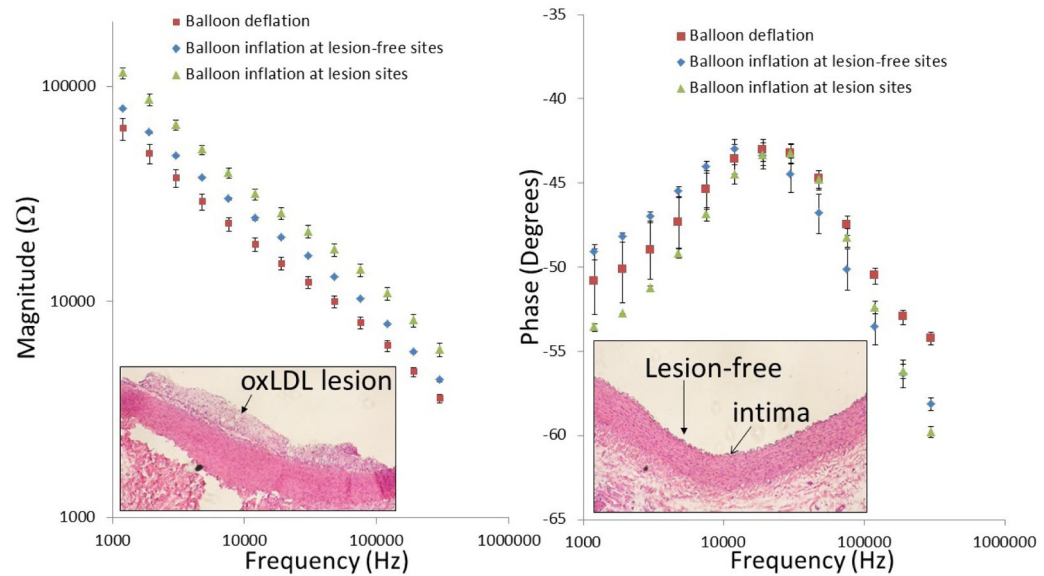 Balloon deflation
Balloon inflation at lesion-free sites
Balloon inflation at lesion sites
100000
10000
1000
Magnitude (Ω)
oxLDL lesion
1000
10000
100000
1000000
Frequency (Hz)
-35
-40
-45
-50
-55
-60
-65
Phase (Degrees)
Balloon deflation
Balloon inflation at lesion-free sites
Balloon inflation at lesion sites
Lesion-free
intima
1000
10000
100000
1000000
Frequency (Hz)